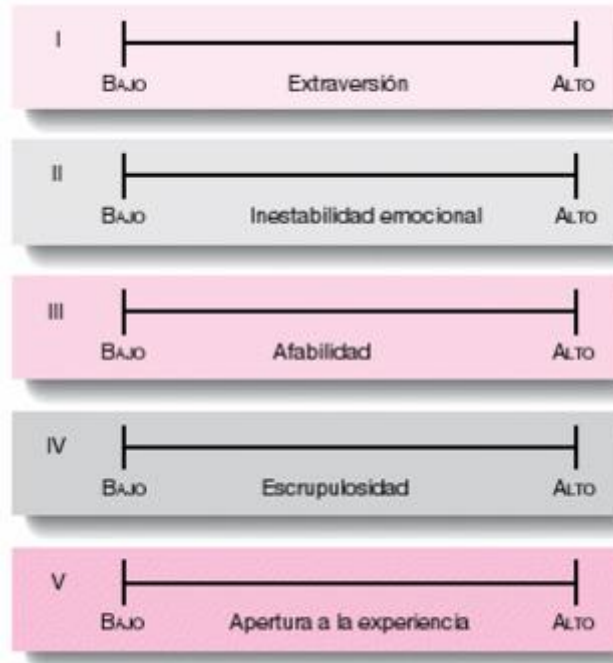 I
BAJO Extraversión ALTO
II
BAJO Inestabilidad emocional ALTO
III
BAJO Afabilidad ALTO
IV
BAJO Escrupulosidad ALTO
V
BAJO Apertura a la experiencia ALTO